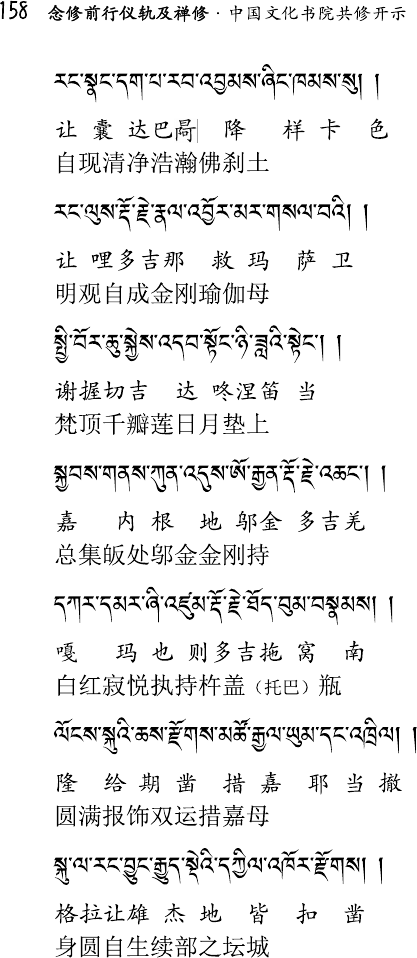 158 念修前行仪轨及禅修·中国文化书院共修开示
རང་སྣང་དག་པ་རབ་འབྱམས་ཞིང་ཁམས་སུ། །
让 囊 达巴 降 样 卡 色
自现清净浩瀚佛刹土
རང་ལུས་རྡོ་རྗེ་རྣལ་འབྱོར་མར་གསལ་བའི། །
让 哩多吉那 救 玛 萨 卫
明观自成金刚瑜伽母
སྤྱི་བོར་ཆུ་སྐྱེས་འདབ་སྟོང་ཉི་ཟླའི་སྟེང༌། །
谢握切吉 达 咚涅笛 当
梵顶千瓣莲日月垫上
སྐྱབས་གནས་ཀུན་འདུས་ཨོ་རྒྱན་རྡོ་རྗེ་འཆང༌། །
嘉 内 根 地 邬金 多吉羌
总集皈处邬金金刚持
དཀར་དམར་ཞི་འཛུམ་རྡོ་རྗེ་ཐོད་བུམ་བསྣམས། །
嘎 玛 也 则多吉拖 窝 南
白红寂悦执持杵盖（托巴）瓶
ལོངས་སྐུའི་ཆས་རྫོགས་མཚོ་རྒྱལ་ཡུམ་དང་འཁྲིལ། །
隆 给 期 凿 措 嘉 耶 当 撤
圆满报饰双运措嘉母
སྐུ་ལ་རང་བྱུང་རྒྱུད་སྡེའི་དཀྱིལ་འཁོར་རྫོགས། །
格拉让雄 杰 地 皆 扣 凿
身圆自生续部之坛城